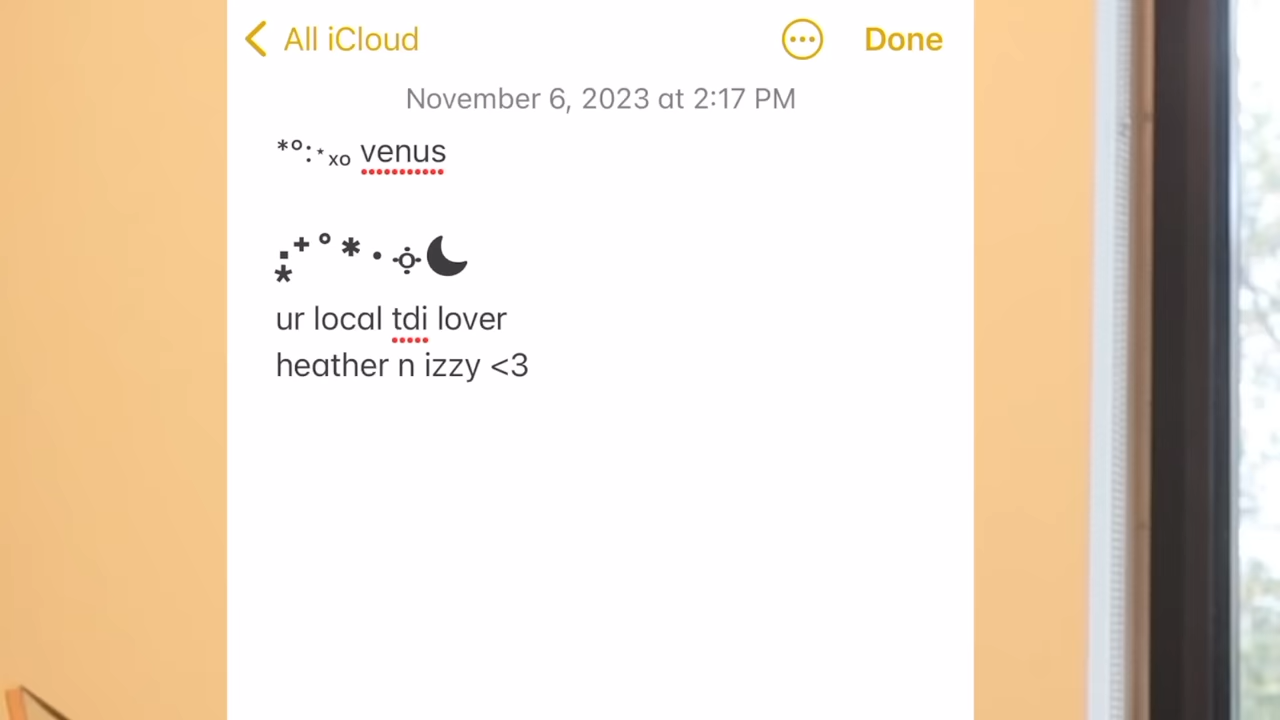 All iCloud
Done
November 6, 2023 at 2:17 PM
*°:⋆ₓₒ venus
⡀⁺ ° * • ⟡☾
*
ur local tdi lover
heather n izzy <3